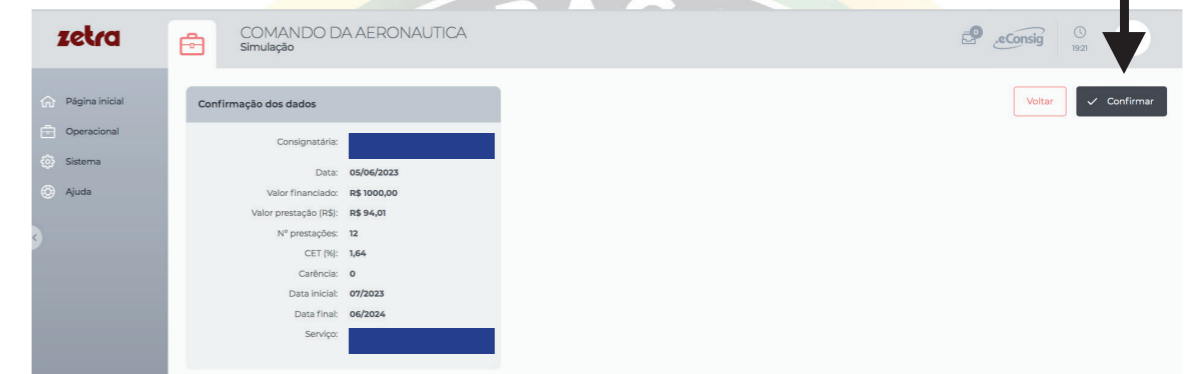 zetra
COMANDO DA AERONAUTICA
Simulação
0
eConsig
19:21
Página inicial
Operacional
Sistema
Ajuda
Confirmação dos dados
Voltar
Confirmar
Consignatária:
Data: 05/06/2023
Valor financiado: R$ 1000,00
Valor prestação (R$): R$ 94,01
Nº prestações: 12
CET (%): 1,64
Carência: 0
Data inicial: 07/2023
Data final: 06/2024
Serviço: